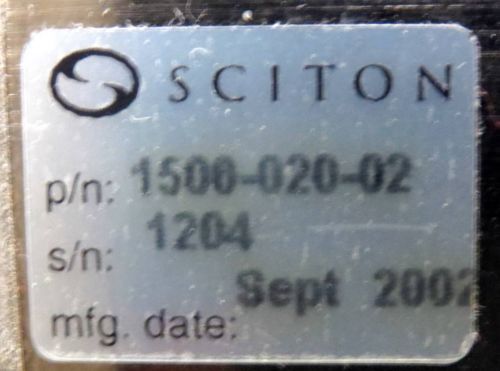 SCITON
p/n: 1500-020-02
s/n: 1204
mfg. date: Sept 2002